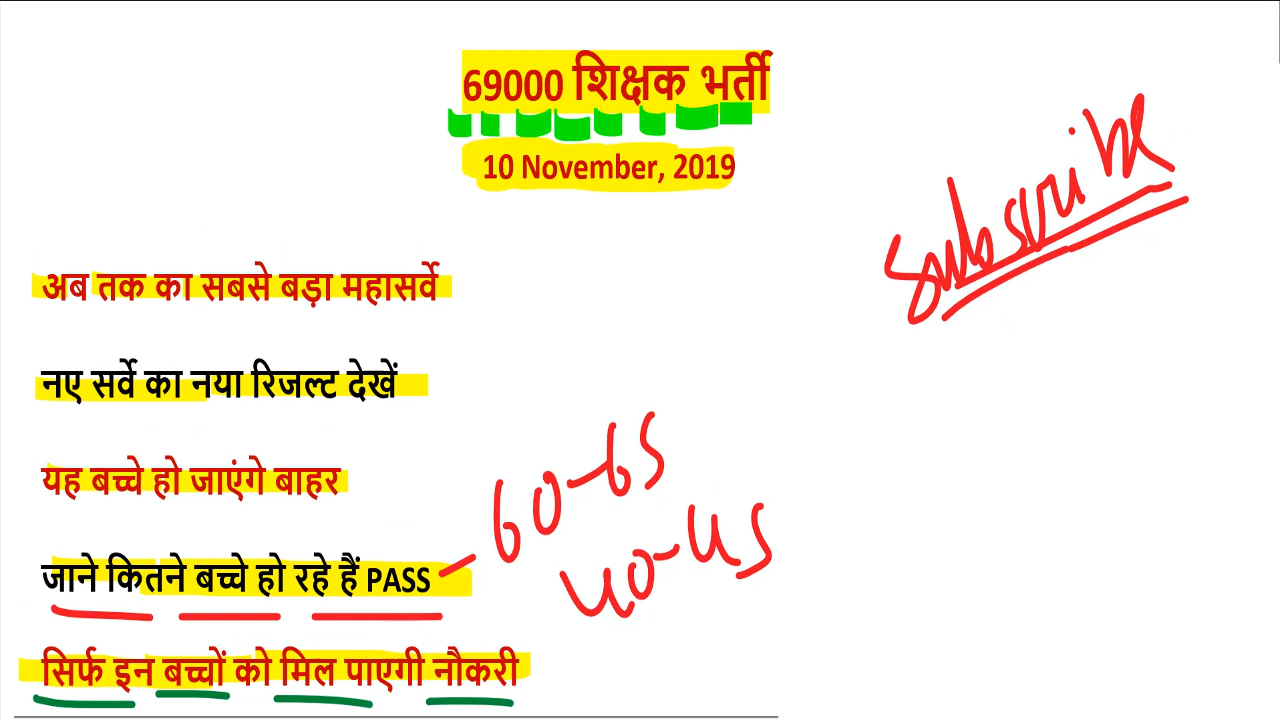 69000 शिक्षक भर्ती
10 November, 2019
subscribe
अब तक का सबसे बड़ा महासर्वे
नए सर्वे का नया रिजल्ट देखें
यह बच्चे हो जाएंगे बाहर
जाने कितने बच्चे हो रहे हैं PASS - 60-65
40-45
सिर्फ इन बच्चों को मिल पाएगी नौकरी